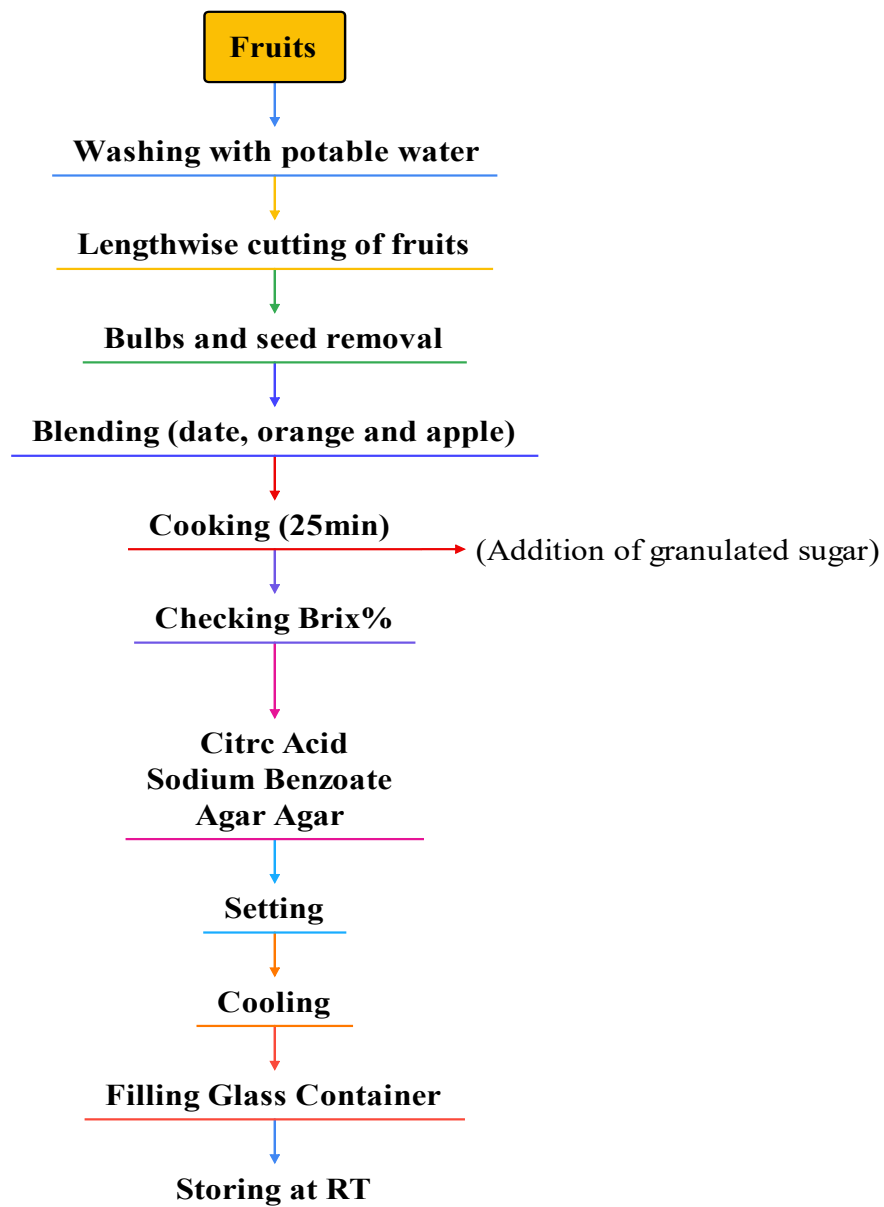 Fruits
Washing with potable water
Lengthwise cutting of fruits
Bulbs and seed removal
Blending (date, orange and apple)
Cooking (25min)
(Addition of granulated sugar)
Checking Brix%
Citrc Acid
Sodium Benzoate
Agar Agar
Setting
Cooling
Filling Glass Container
Storing at RT